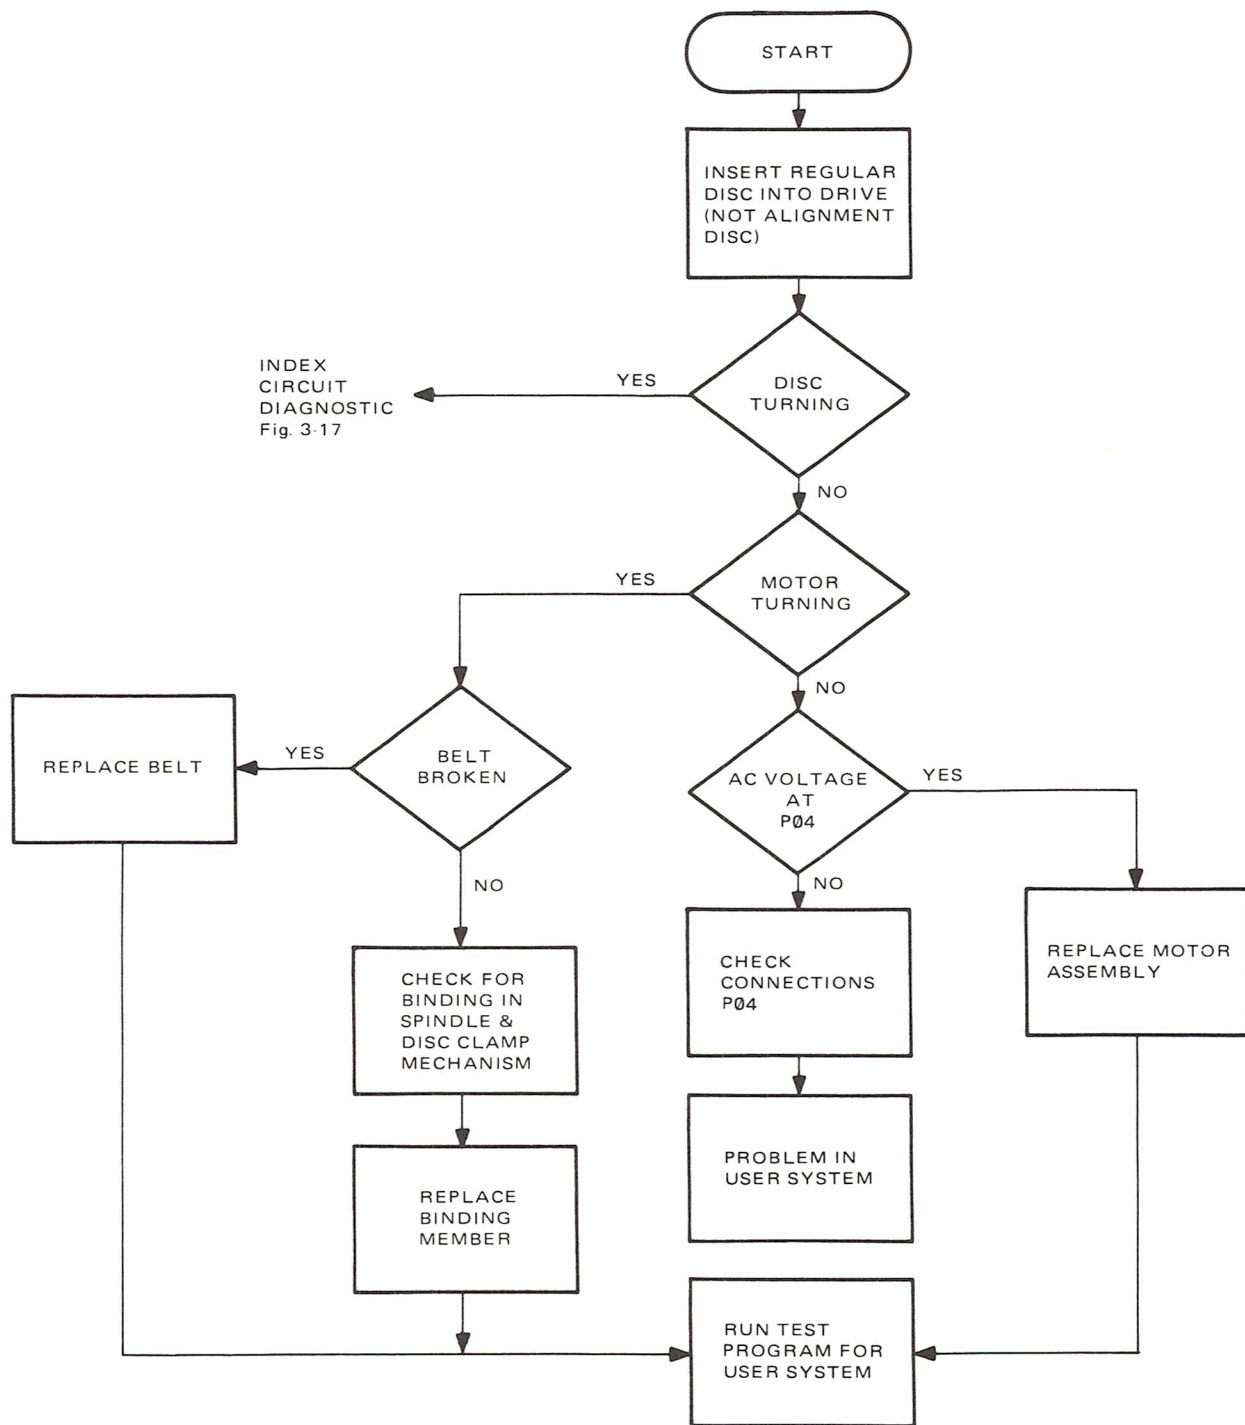 START
INSERT REGULAR
DISC INTO DRIVE
(NOT ALIGNMENT
DISC)
INDEX
CIRCUIT
DIAGNOSTIC
Fig. 3-17
YES
DISC
TURNING
NO
YES
MOTOR
TURNING
NO
REPLACE BELT
YES
BELT
BROKEN
AC VOLTAGE
AT
PØ4
YES
NO
NO
CHECK FOR
BINDING IN
SPINDLE &
DISC CLAMP
MECHANISM
CHECK
CONNECTIONS
PØ4
REPLACE MOTOR
ASSEMBLY
REPLACE
BINDING
MEMBER
PROBLEM IN
USER SYSTEM
RUN TEST
PROGRAM FOR
USER SYSTEM